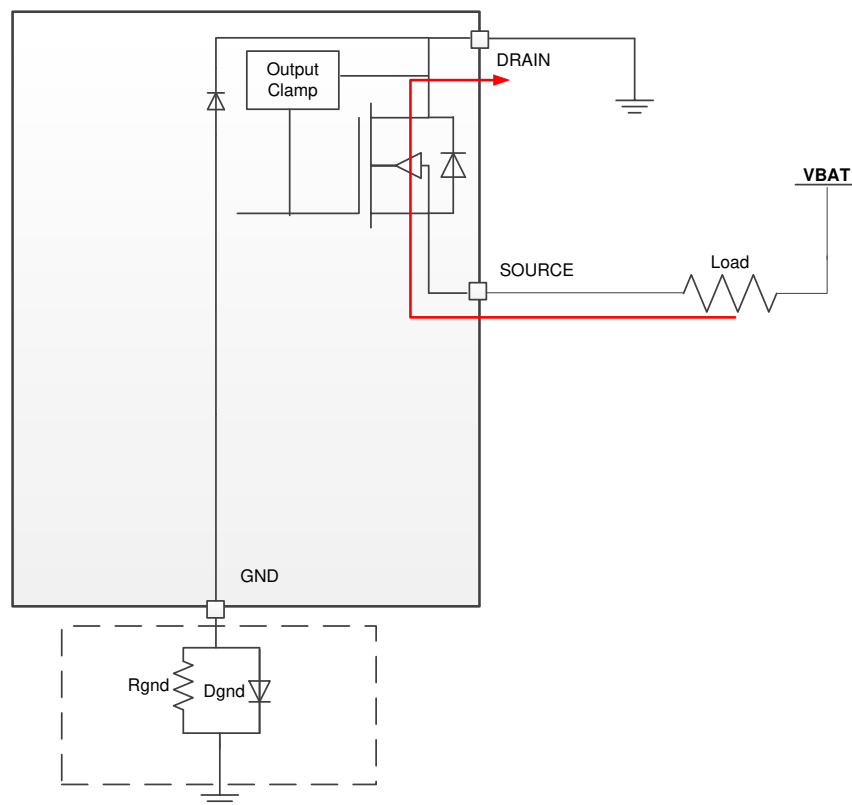 Output
Clamp
DRAIN
VBAT
SOURCE
Load
GND
Rgnd
Dgnd